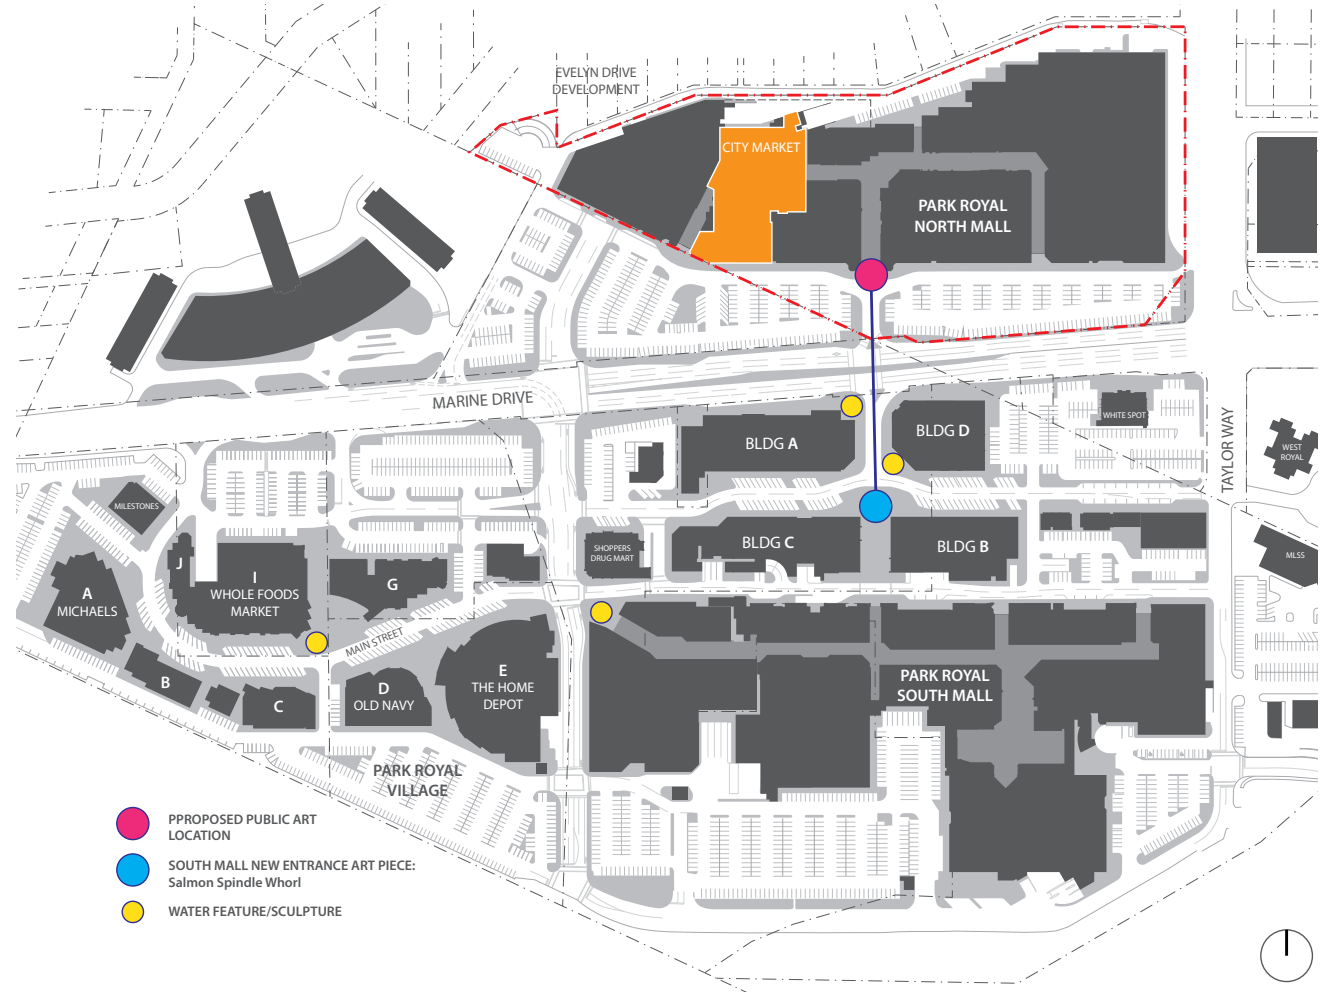 EVELYN DRIVE
DEVELOPMENT
CITY MARKET
PARK ROYAL
NORTH MALL
MARINE DRIVE
BLDG A
BLDG D
WHITE SPOT
TAYLOR WAY
WEST
ROYAL
MILESTONES
J
I
WHOLE FOODS
MARKET
G
SHOPPERS
DRUG MART
BLDG C
BLDG B
MLSS
A
MICHAELS
MAIN STREET
B
C
D
OLD NAVY
E
THE HOME
DEPOT
PARK ROYAL
SOUTH MALL
PARK ROYAL
VILLAGE
PPROPOSED PUBLIC ART
LOCATION
SOUTH MALL NEW ENTRANCE ART PIECE:
Salmon Spindle Whorl
WATER FEATURE/SCULPTURE